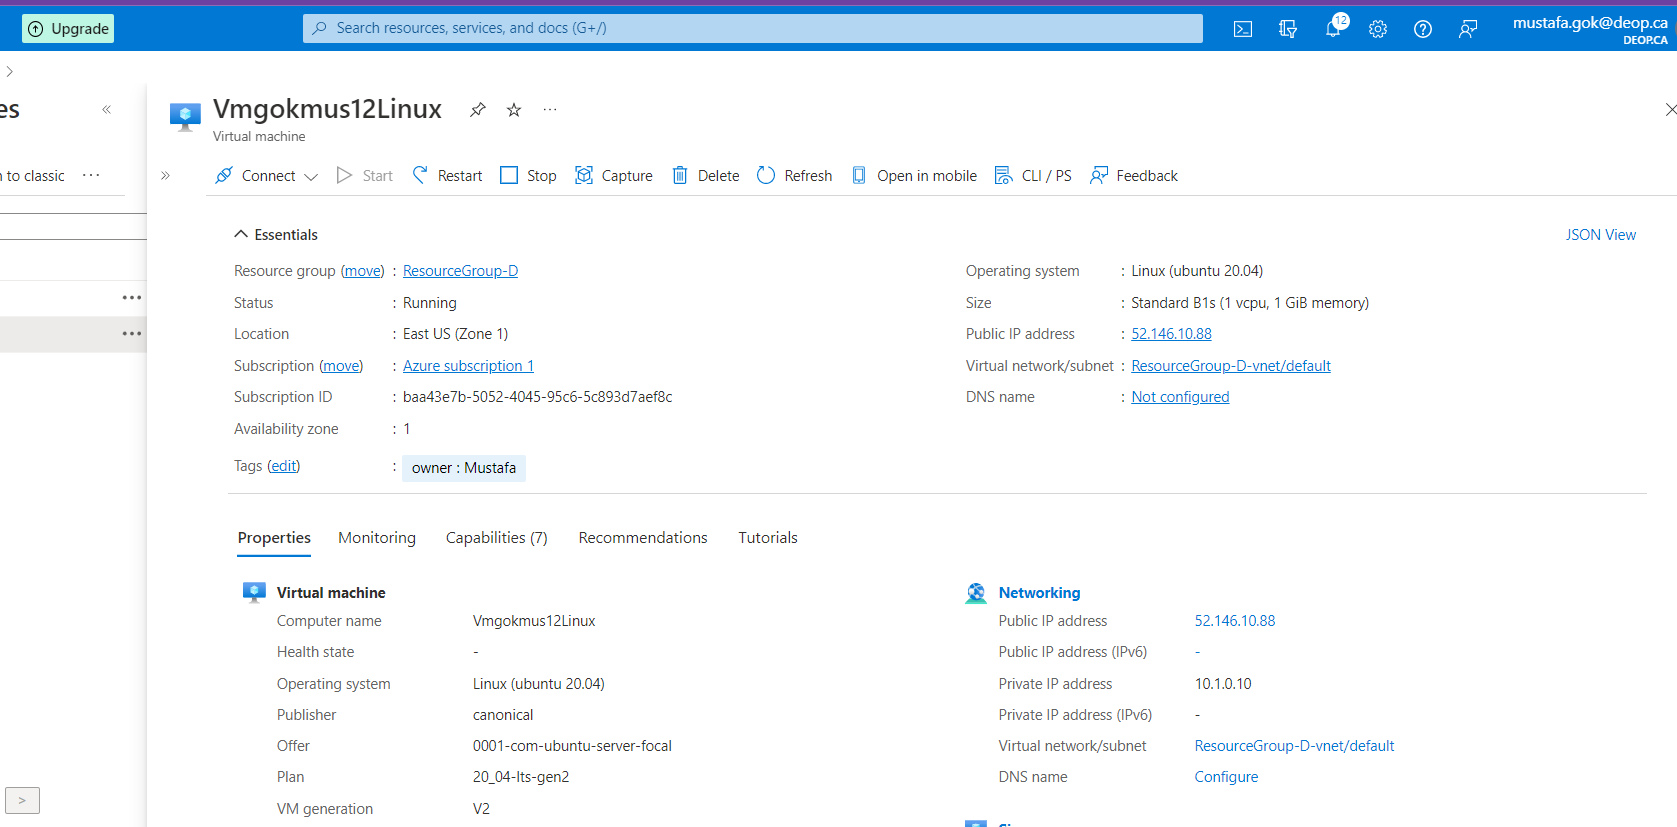 Upgrade
Search resources, services, and docs (G+/)
12
mustafa.gok@deop.ca
DEOP.CA
es
«
Vmgokmus12Linux
Virtual machine
to classic
»
Connect Start Restart Stop Capture Delete Refresh Open in mobile CLI / PS Feedback
Essentials
JSON View
Resource group (move) : ResourceGroup-D
Operating system : Linux (ubuntu 20.04)
Status : Running
Size : Standard B1s (1 vcpu, 1 GiB memory)
Location : East US (Zone 1)
Public IP address : 52.146.10.88
Subscription (move) : Azure subscription 1
Virtual network/subnet : ResourceGroup-D-vnet/default
Subscription ID : baa43e7b-5052-4045-95c6-5c893d7aef8c
DNS name : Not configured
Availability zone : 1
Tags (edit) : owner : Mustafa
Properties Monitoring Capabilities (7) Recommendations Tutorials
Virtual machine
Networking
Computer name Vmgokmus12Linux
Public IP address 52.146.10.88
Health state -
Public IP address (IPv6) -
Operating system Linux (ubuntu 20.04)
Private IP address 10.1.0.10
Publisher canonical
Private IP address (IPv6) -
Offer 0001-com-ubuntu-server-focal
Virtual network/subnet ResourceGroup-D-vnet/default
Plan 20_04-lts-gen2
DNS name Configure
VM generation V2
>